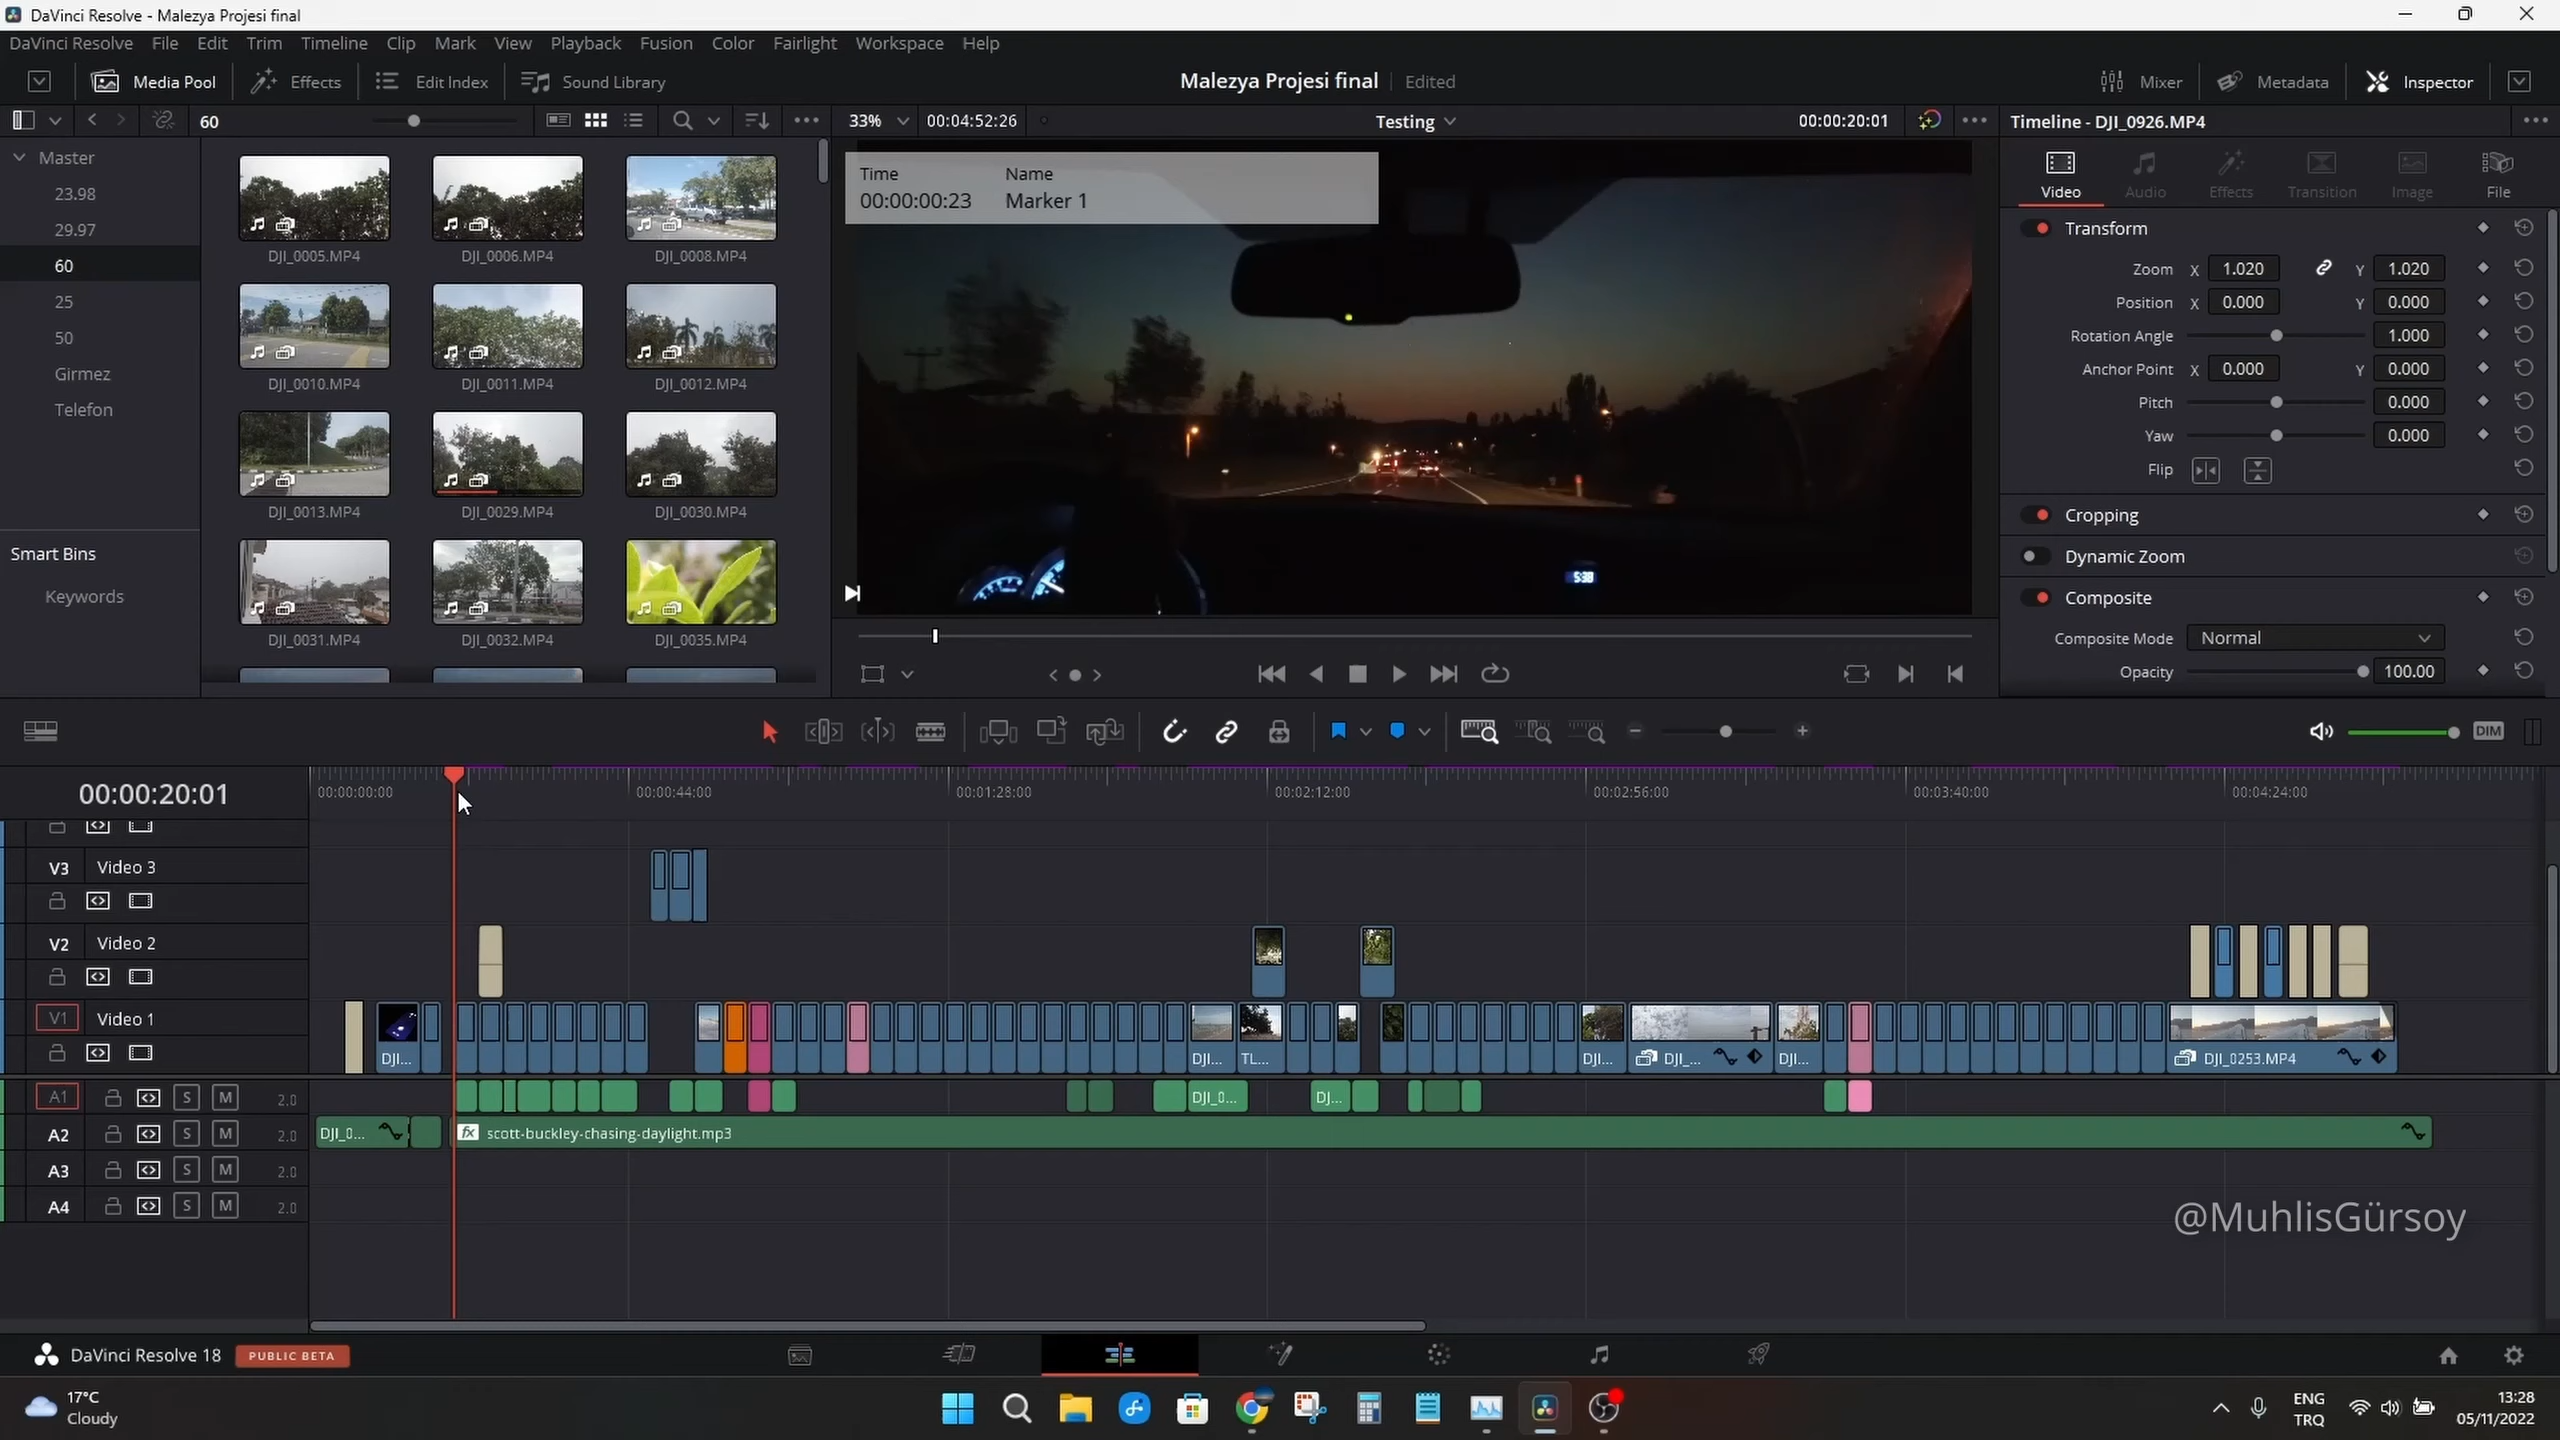 DaVinci Resolve - Malezya Projesi final
DaVinci Resolve File Edit Trim Timeline Clip Mark View Playback Fusion Color Fairlight Workspace Help
Media Pool Effects Edit Index Sound Library Malezya Projesi final Edited Mixer Metadata Inspector
60 33% 00:04:52:26 Testing 00:00:20:01 Timeline - DJI_0926.MP4
Master
23.98
29.97
60
25
50
Girmez
Telefon
Smart Bins
Keywords
DJI_0005.MP4 DJI_0006.MP4 DJI_0008.MP4
DJI_0010.MP4 DJI_0011.MP4 DJI_0012.MP4
DJI_0013.MP4 DJI_0029.MP4 DJI_0030.MP4
DJI_0031.MP4 DJI_0032.MP4 DJI_0035.MP4
Time Name
00:00:00:23 Marker 1
5:38
Video Audio Effects Transition Image File
Transform
Zoom X 1.020 Y 1.020
Position X 0.000 Y 0.000
Rotation Angle 1.000
Anchor Point X 0.000 Y 0.000
Pitch 0.000
Yaw 0.000
Flip
Cropping
Dynamic Zoom
Composite
Composite Mode Normal
Opacity 100.00
DIM
00:00:20:01 00:00:00:00 00:00:44:00 00:01:28:00 00:02:12:00 00:02:56:00 00:03:40:00 00:04:24:00
V3 Video 3
V2 Video 2
V1 Video 1
DJI... DJI... TL... DJI... DJI_... DJI... DJI_0253.MP4
A1 S M 2.0 DJI_0... DJ...
A2 S M 2.0 DJI_0... fx scott-buckley-chasing-daylight.mp3
A3 S M 2.0
A4 S M 2.0
@MuhlisGürsoy
DaVinci Resolve 18 PUBLIC BETA
17°C
Cloudy
ENG
TRQ
13:28
05/11/2022